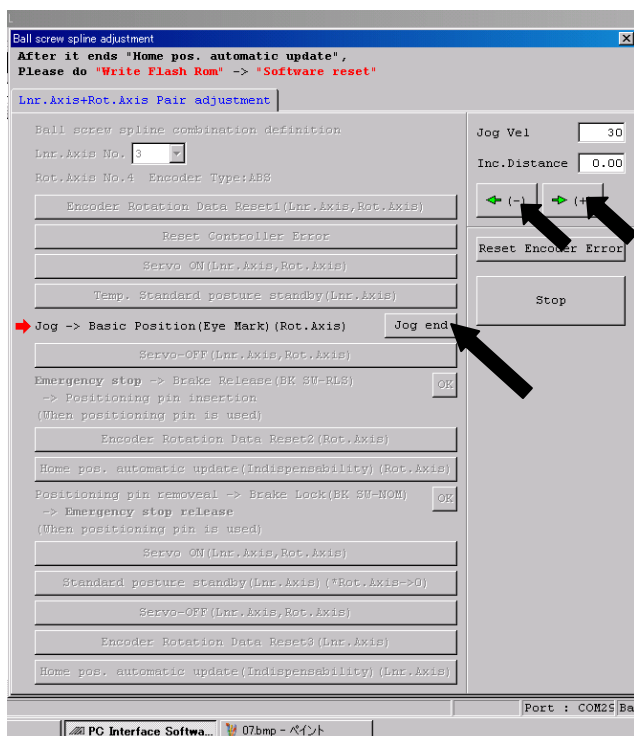 Ball screw spline adjustment
After it ends "Home pos. automatic update",
Please do "Write Flash Rom" -> "Software reset"
Lnr.Axis+Rot.Axis Pair adjustment
Ball screw spline combination definition
Lnr.Axis No. 3
Rot.Axis No.4 Encoder Type:ABS
Encoder Rotation Data Reset1(Lnr.Axis,Rot.Axis)
Reset Controller Error
Servo ON(Lnr.Axis,Rot.Axis)
Temp. Standard posture standby(Lnr.Axis)
Jog -> Basic Position(Eye Mark)(Rot.Axis) Jog end
Servo-OFF(Lnr.Axis,Rot.Axis)
Emergency stop -> Brake Release(BK SW-RLS) OK
-> Positioning pin insertion
(When positioning pin is used)
Encoder Rotation Data Reset2(Rot.Axis)
Home pos. automatic update(Indispensability)(Rot.Axis)
Positioning pin removeal -> Brake Lock(BK SW-NOM) OK
-> Emergency stop release
(When positioning pin is used)
Servo ON(Lnr.Axis,Rot.Axis)
Standard posture standby(Lnr.Axis)(*Rot.Axis->0)
Servo-OFF(Lnr.Axis,Rot.Axis)
Encoder Rotation Data Reset3(Lnr.Axis)
Home pos. automatic update(Indispensability)(Lnr.Axis)
Jog Vel 30
Inc.Distance 0.00
(-) (+
Reset Encoder Error
Stop
Port : COM2S Ba
PC Interface Softwa... 07.bmp - ペイント